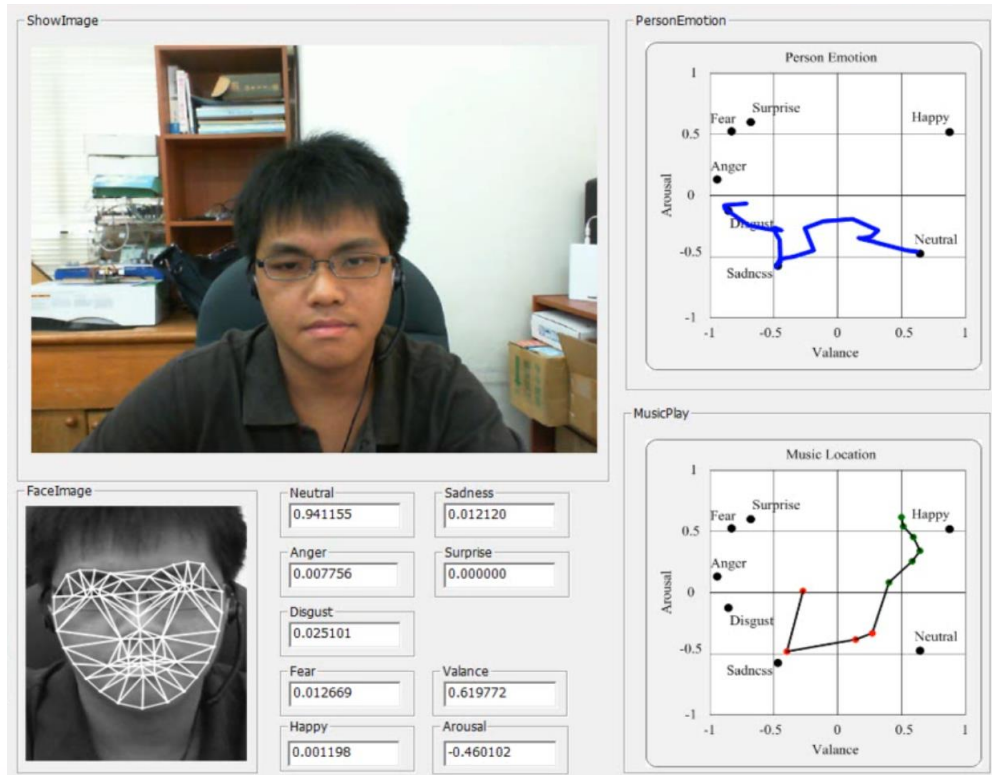 ShowImage
PersonEmotion
Person Emotion
1
0.5
0
-0.5
-1
Arousal
Fear
Surprise
Happy
Anger
Disgust
Neutral
Sadness
-1
-0.5
0
0.5
1
Valance
MusicPlay
Music Location
1
0.5
0
-0.5
-1
Arousal
Fear
Surprise
Happy
Anger
Disgust
Neutral
Sadness
-1
-0.5
0
0.5
1
Valance
FaceImage
Neutral
0.941155
Sadness
0.012120
Anger
0.007756
Surprise
0.000000
Disgust
0.025101
Fear
0.012669
Valance
0.619772
Happy
0.001198
Arousal
-0.460102